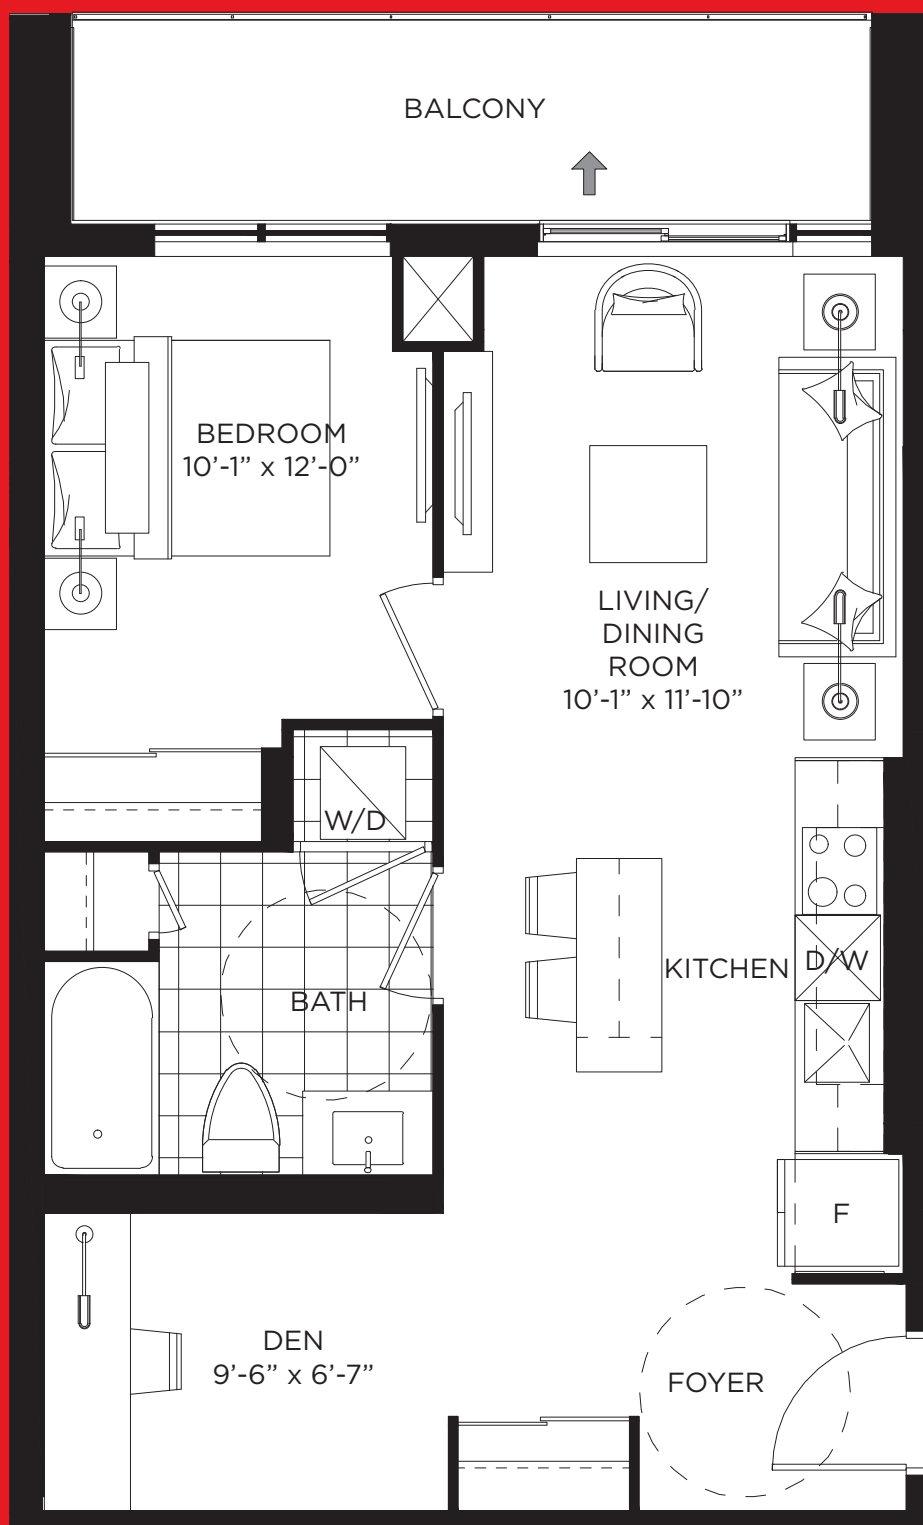 BALCONY
BEDROOM
10’-1” x 12’-0”
LIVING/
DINING
ROOM
10’-1” x 11’-10”
W/D
KITCHEN
D/W
BATH
F
DEN
9’-6” x 6’-7”
FOYER